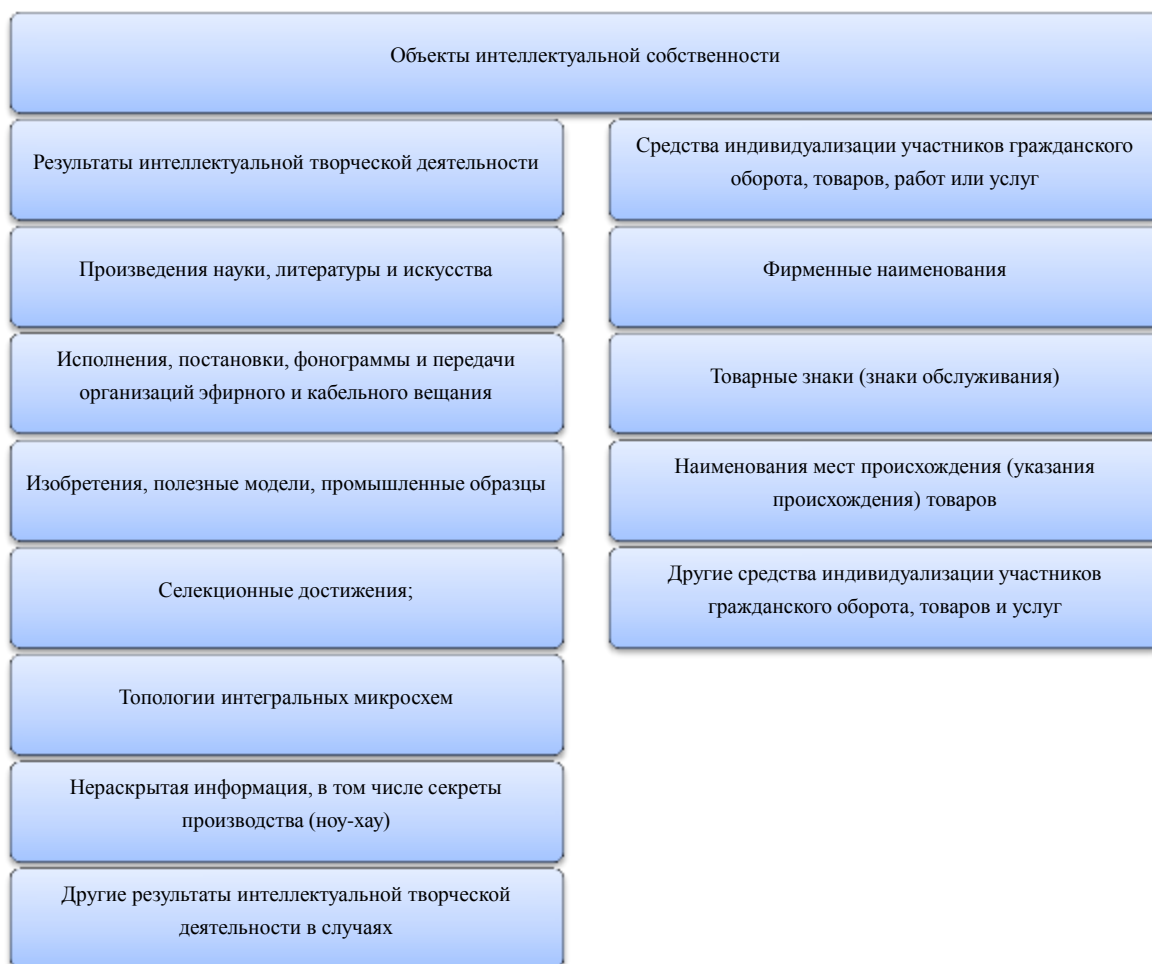 Объекты интеллектуальной собственности
Результаты интеллектуальной творческой деятельности
Произведения науки, литературы и искусства
Исполнения, постановки, фонограммы и передачи
организаций эфирного и кабельного вещания
Изобретения, полезные модели, промышленные образцы
Селекционные достижения;
Топологии интегральных микросхем
Нераскрытая информация, в том числе секреты
производства (ноу-хау)
Другие результаты интеллектуальной творческой
деятельности в случаях
Средства индивидуализации участников гражданского
оборота, товаров, работ или услуг
Фирменные наименования
Товарные знаки (знаки обслуживания)
Наименования мест происхождения (указания
происхождения) товаров
Другие средства индивидуализации участников
гражданского оборота, товаров и услуг